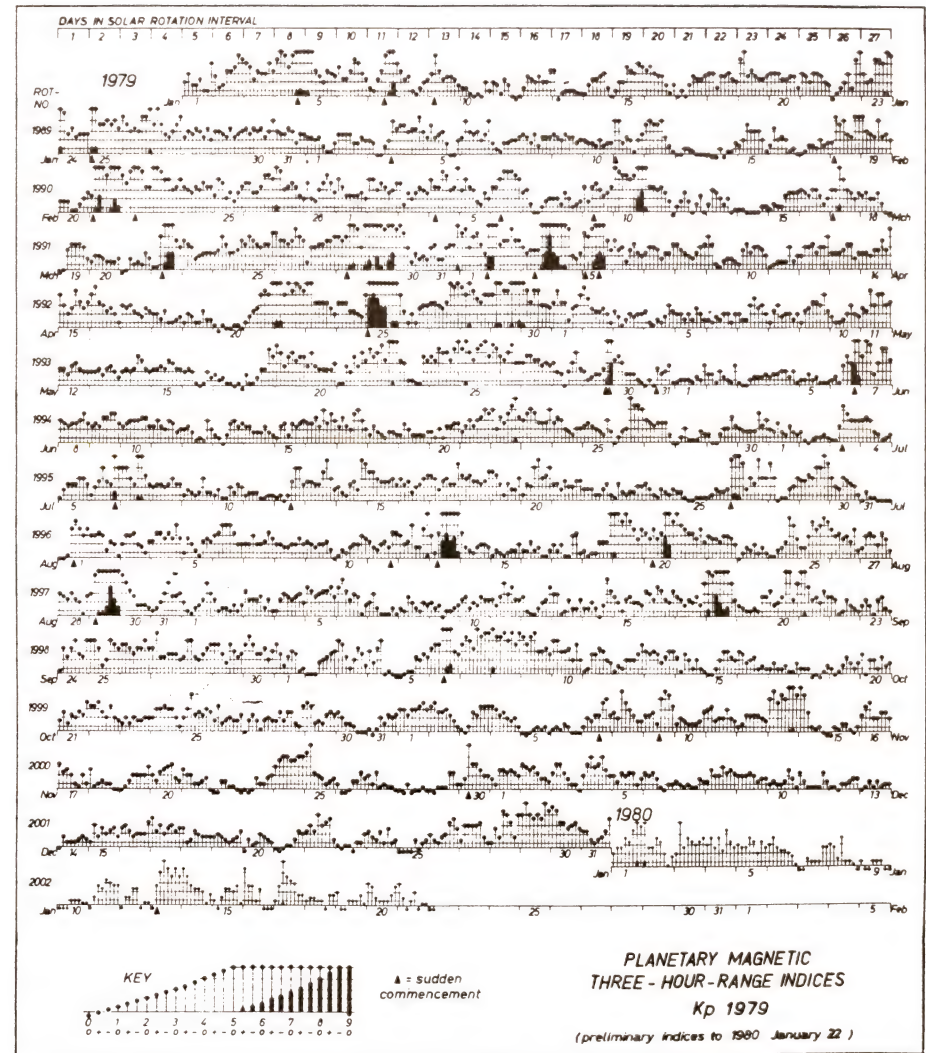 DAYS IN SOLAR ROTATION INTERVAL
1 2 3 4 5 6 7 8 9 10 11 12 13 14 15 16 17 18 19 20 21 22 23 24 25 26 27
1979
ROT-
NO.
Jan 1 5 10 15 20 23 Jan
1989
Jan 24 25 30 31 1 5 10 15 19 Feb
1990
Feb 20 25 26 1 5 10 15 18 Mch
1991
Mch 19 20 25 30 31 1 5 10 14 Apr
1992
Apr 15 20 25 30 1 5 10 11 May
1993
May 12 15 20 25 30 31 1 5 7 Jun
1994
Jun 8 10 15 20 25 30 1 4 Jul
1995
Jul 5 10 15 20 25 30 31 Jul
1996
Aug 1 5 10 15 20 25 27 Aug
1997
Aug 28 30 31 1 5 10 15 20 23 Sep
1998
Sep 24 25 30 1 5 10 15 20 Oct
1999
Oct 21 25 30 31 1 5 10 15 16 Nov
2000
Nov 17 20 25 30 1 5 10 13 Dec
2001
1980
Dec 14 15 20 25 30 31
Jan 1 5 9 Jan
2002
Jan 10 15 20 25 30 31 1 5 Feb
KEY
▲ = sudden
commencement
0 1 2 3 4 5 6 7 8 9
o + - o + - o + - o + - o + - o + - o + - o + - o + - o
PLANETARY MAGNETIC
THREE-HOUR-RANGE INDICES
Kp 1979
(preliminary indices to 1980 January 22)